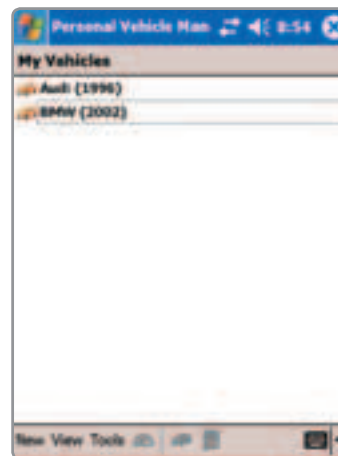 Personal Vehicle Man 8:54
My Vehicles
Audi (1996)
BMW (2002)
New View Tools